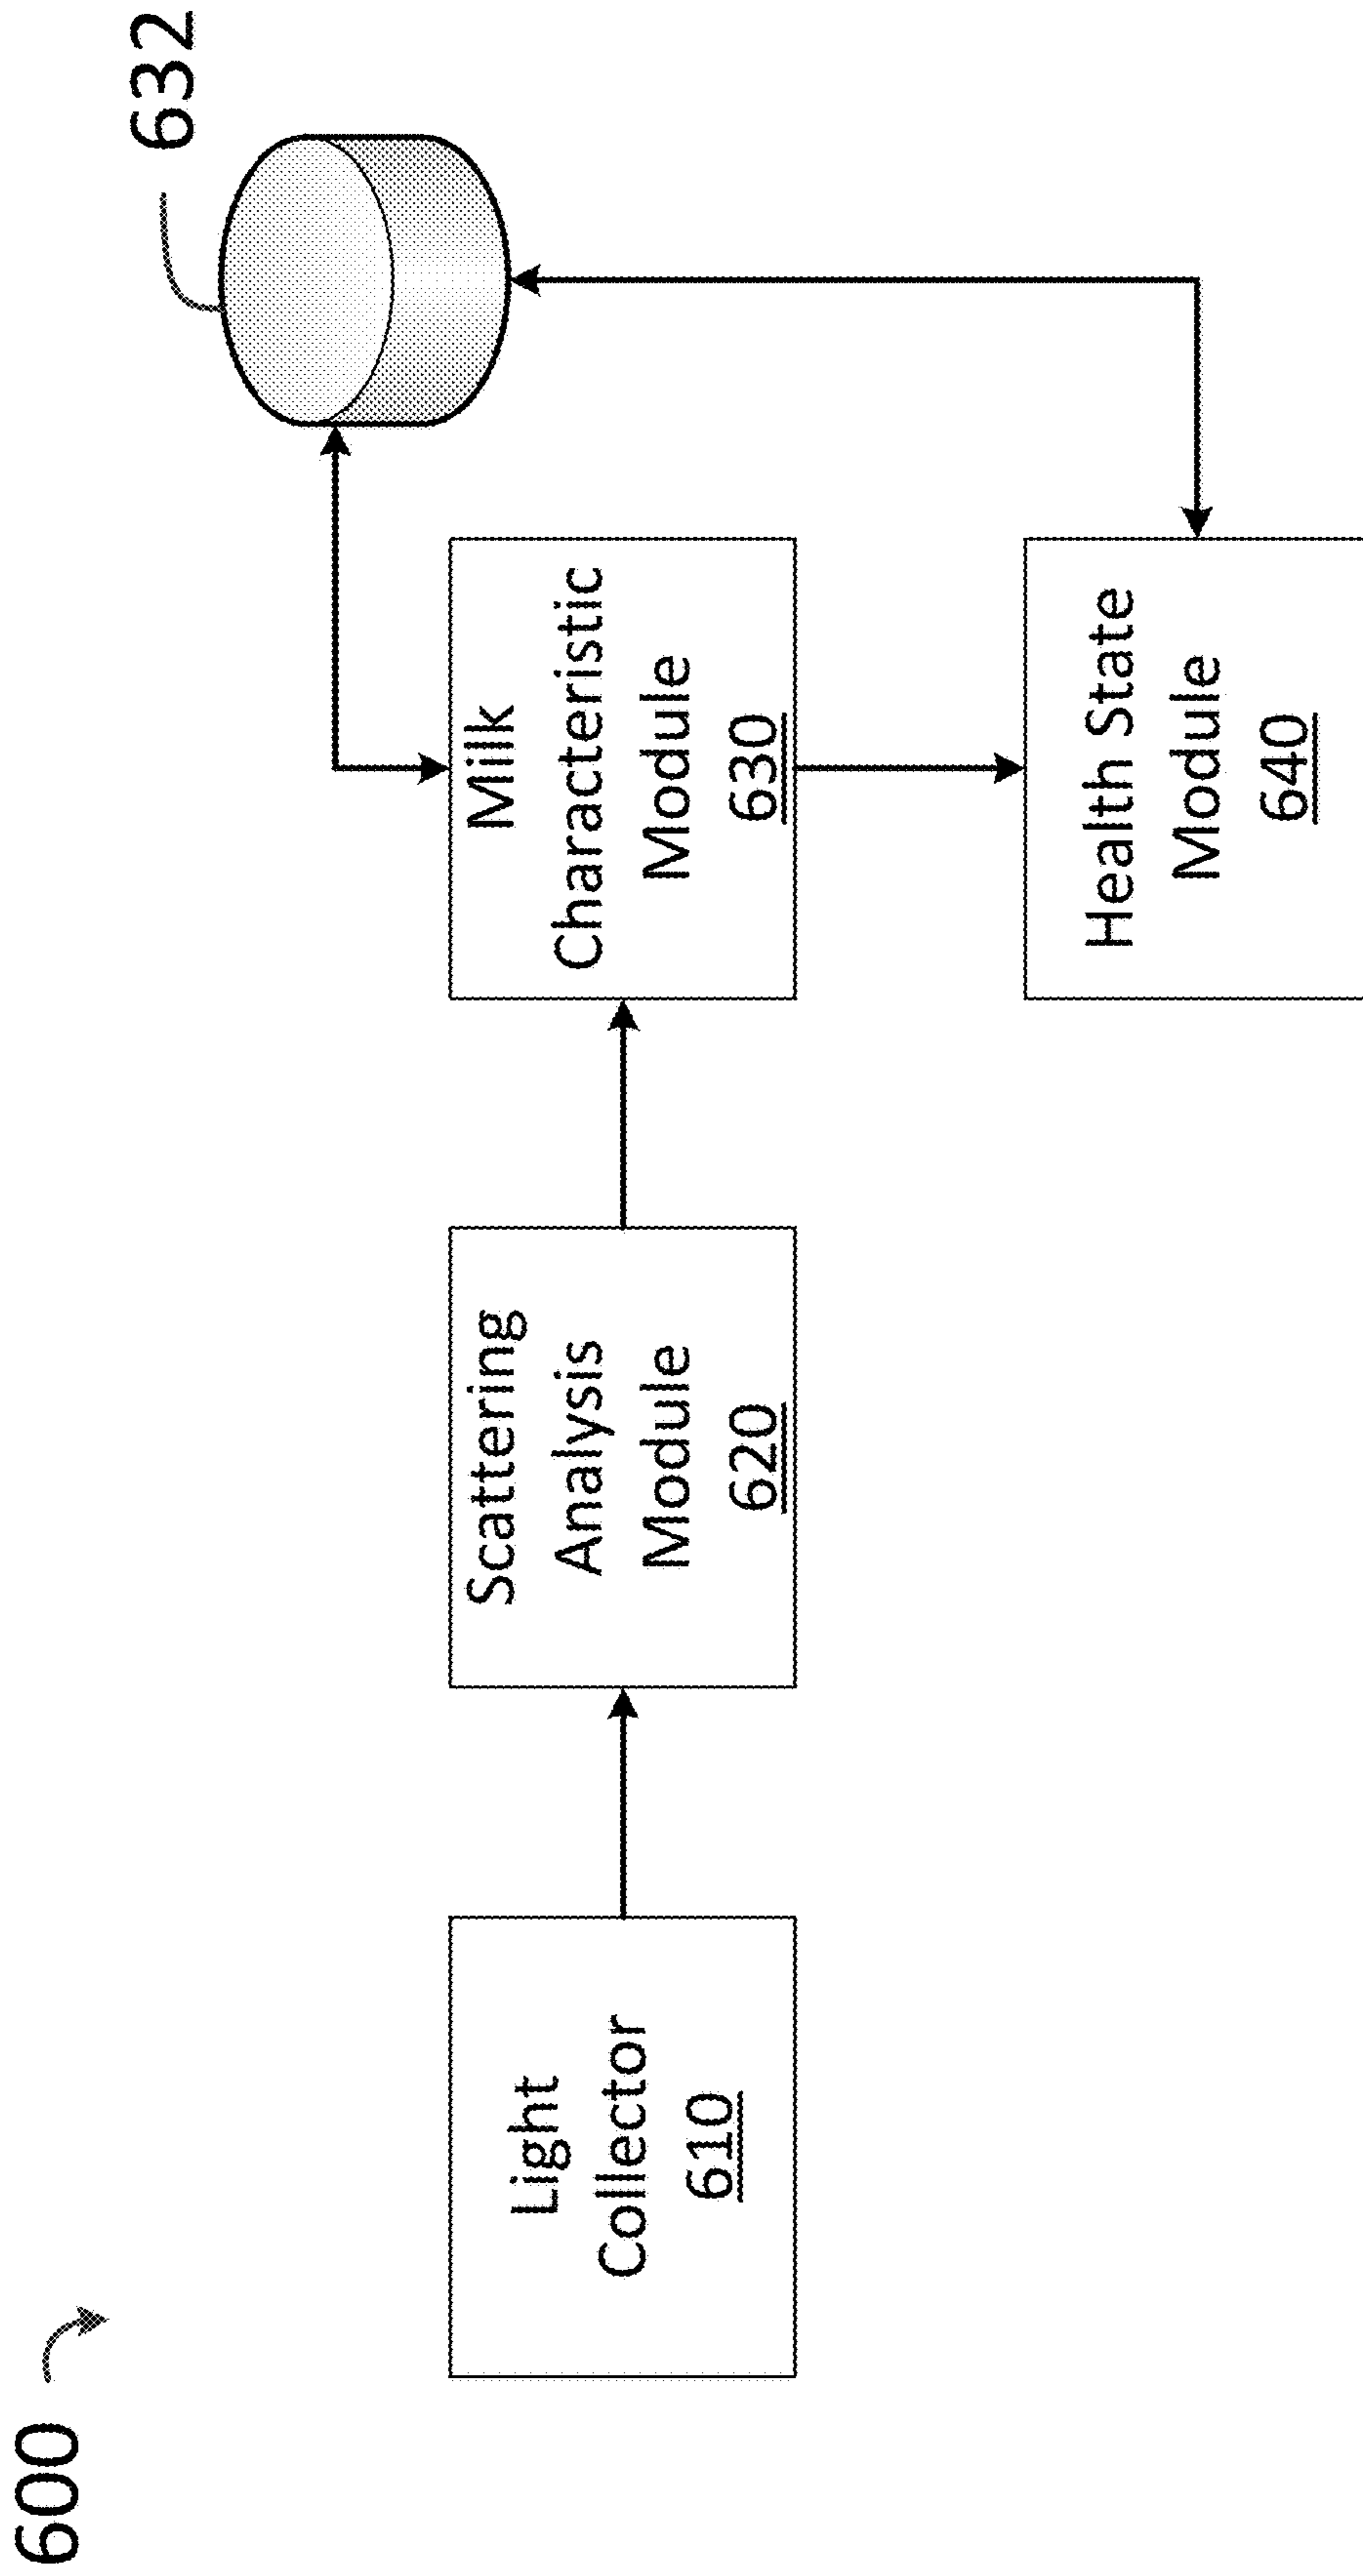 600
632
Light
Collector
610
Scattering
Analysis
Module
620
Milk
Characteristic
Module
630
Health State
Module
640